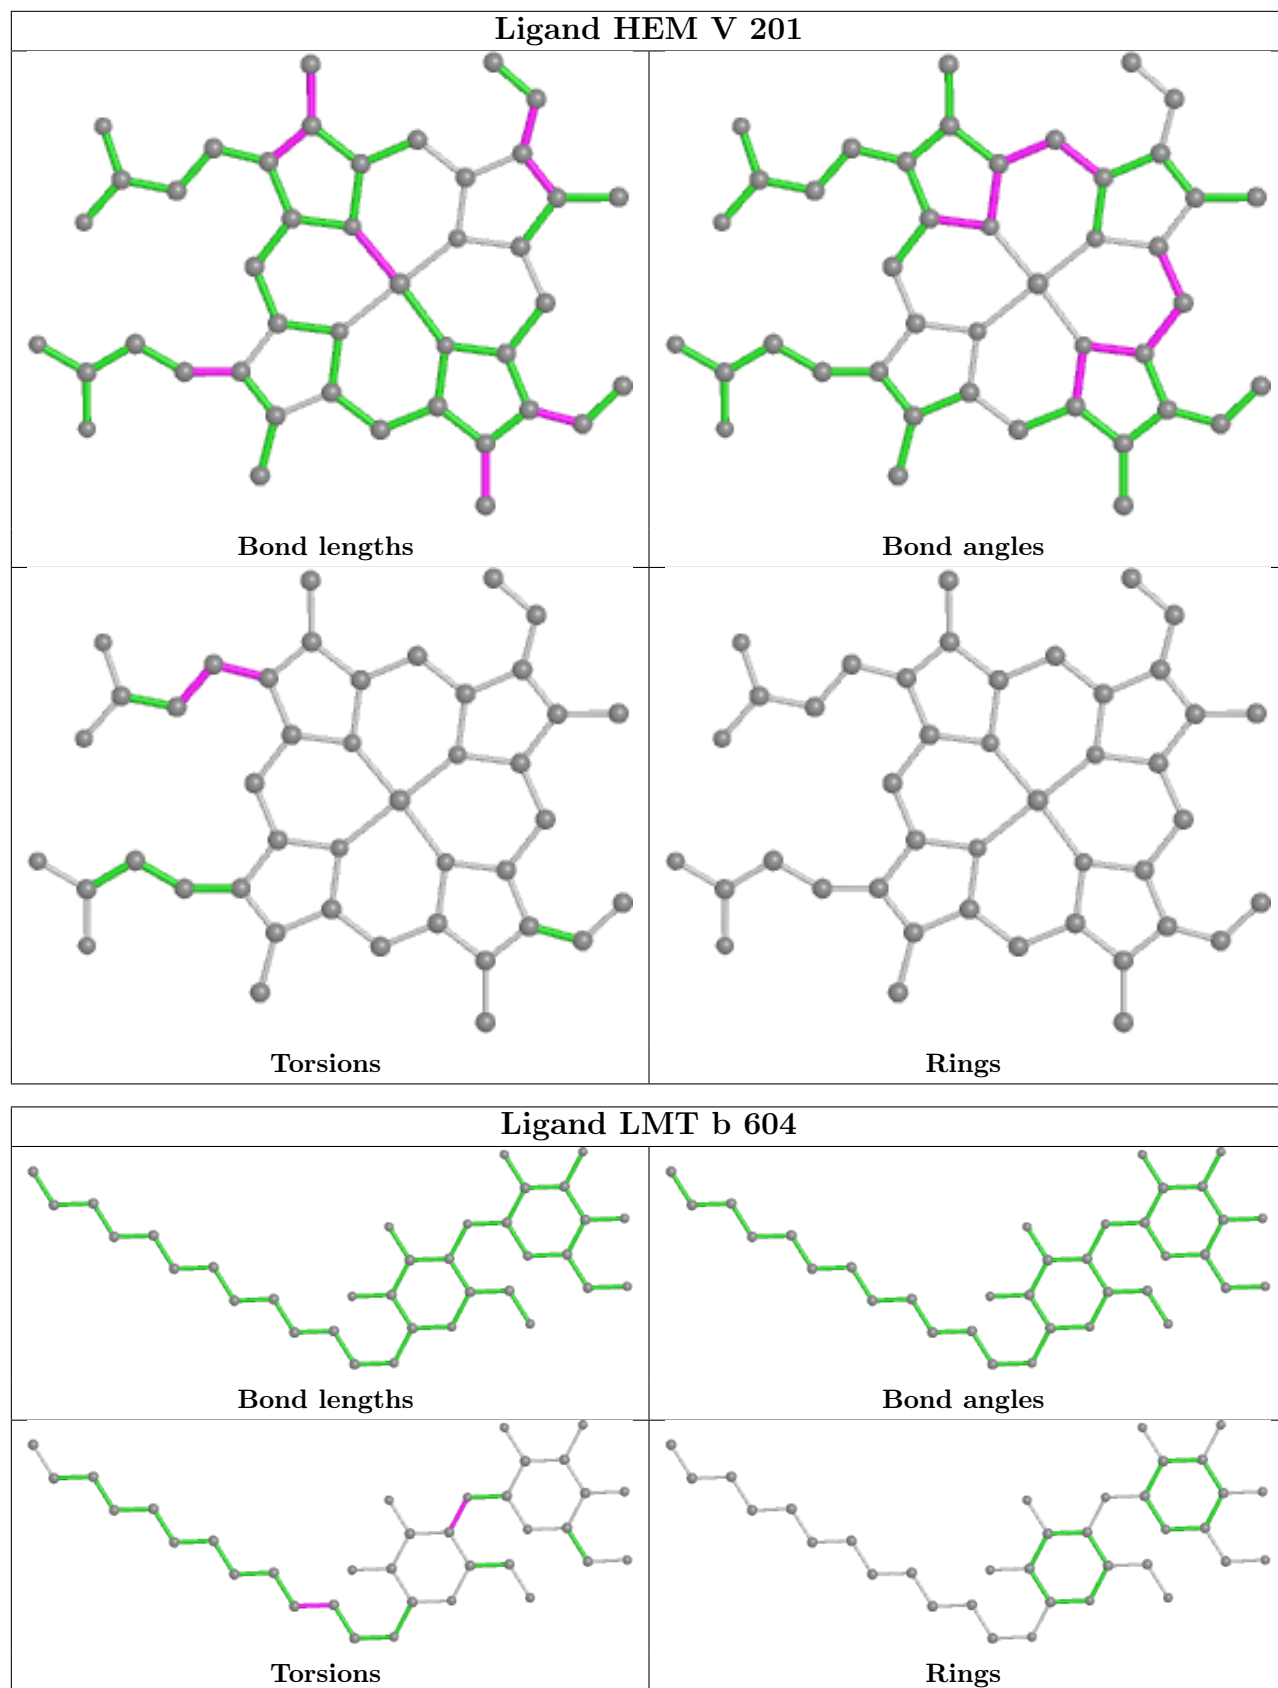 Ligand HEM V 201
Bond lengths
Bond angles
Torsions
Rings
Ligand LMT b 604
Bond lengths
Bond angles
Torsions
Rings